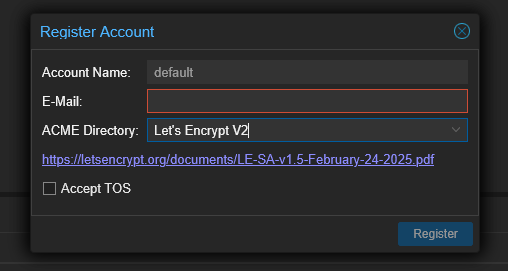 Register Account
Account Name: default
E-Mail:
ACME Directory: Let's Encrypt V2
https://letsencrypt.org/documents/LE-SA-v1.5-February-24-2025.pdf
Accept TOS
Register